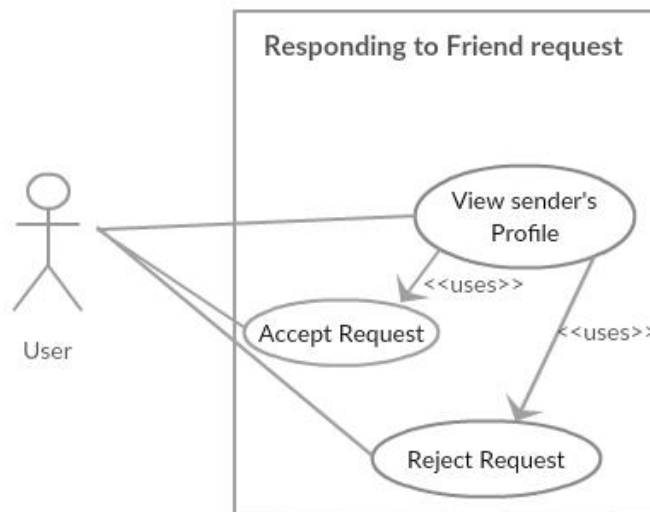 Responding to Friend request
View sender's
Profile
<<uses>>
Accept Request
<<uses>>
User
Reject Request